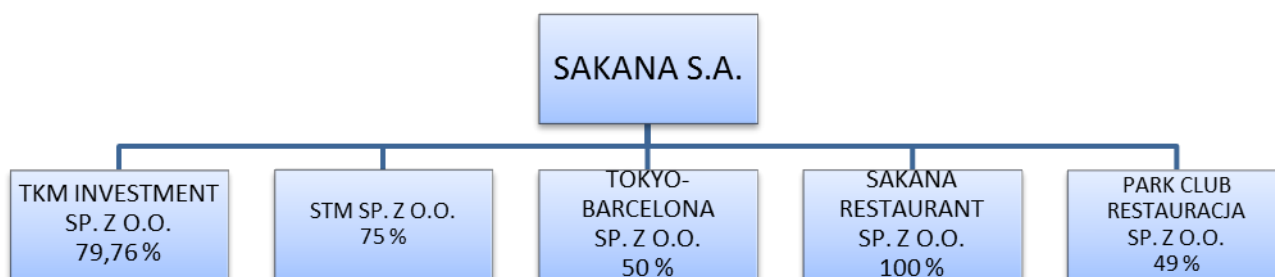 SAKANA S.A.
TKM INVESTMENT
SP. Z O.O.
79,76 %
STM SP. Z O.O.
75 %
TOKYO-
BARCELONA
SP. Z O.O.
50 %
SAKANA
RESTAURANT
SP. Z O.O.
100 %
PARK CLUB
RESTAURACJA
SP. Z O.O.
49 %